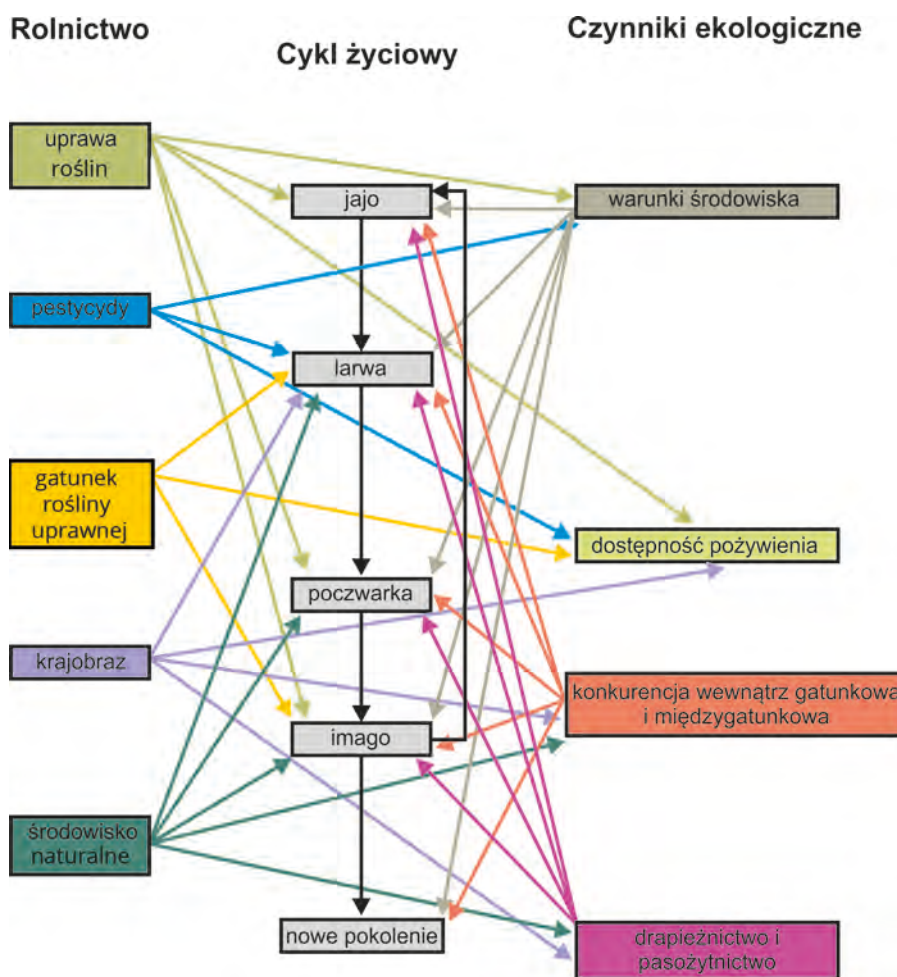 Rolnictwo
Cykl życiowy
Czynniki ekologiczne
uprawa
roślin
pestycydy
gatunek
rośliny
uprawnej
krajobraz
środowisko
naturalne
jajo
larwa
poczwarka
imago
nowe pokolenie
warunki środowiska
dostępność pożywienia
konkurencja wewnątrz gatunkowa
i międzygatunkowa
drapieżnictwo i
pasożytnictwo